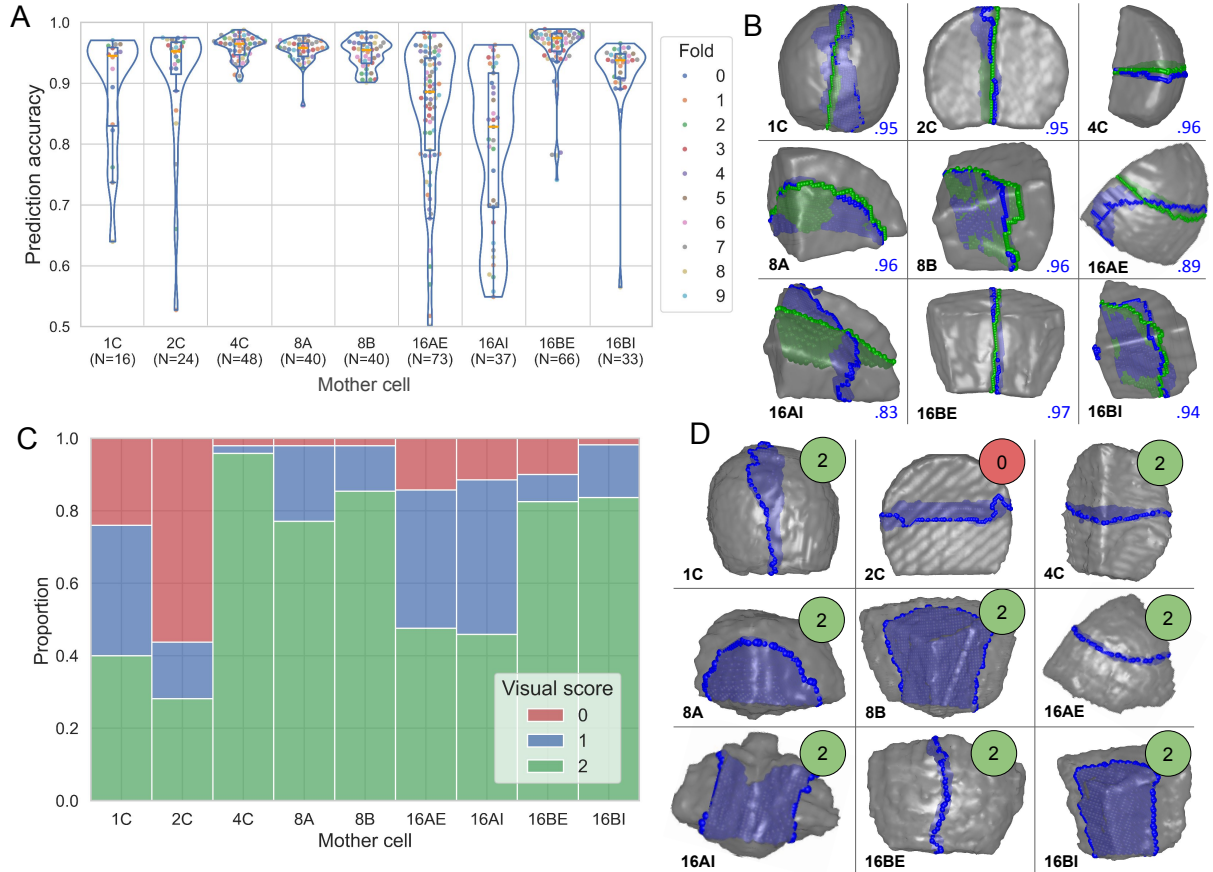 A
Prediction accuracy
1.0
0.9
0.8
0.7
0.6
0.5
1C 2C 4C 8A 8B 16AE 16AI 16BE 16BI
(N=16) (N=24) (N=48) (N=40) (N=40) (N=73) (N=37) (N=66) (N=33)
Mother cell
Fold
0
1
2
3
4
5
6
7
8
9
B
1C .95 2C .95 4C .96
8A .96 8B .96 16AE .89
16AI .83 16BE .97 16BI .94
C
Proportion
1.0
0.8
0.6
0.4
0.2
0.0
Visual score
0
1
2
1C 2C 4C 8A 8B 16AE 16AI 16BE 16BI
Mother cell
D
2 0 2
1C 2C 4C
2 2 2
8A 8B 16AE
2 2 2
16AI 16BE 16BI